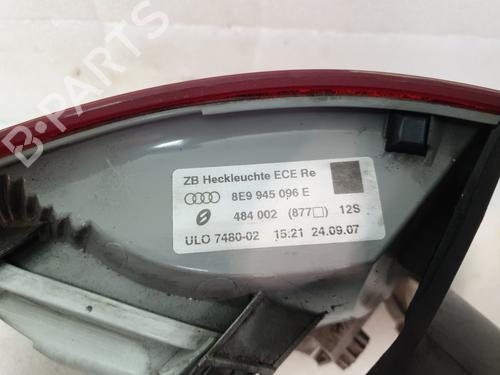 ZB Heckleuchte ECE Re
8E9 945 096 E
484 002 (877□) 12S
ULO 7480-02 15:21 24.09.07
B-PARTS